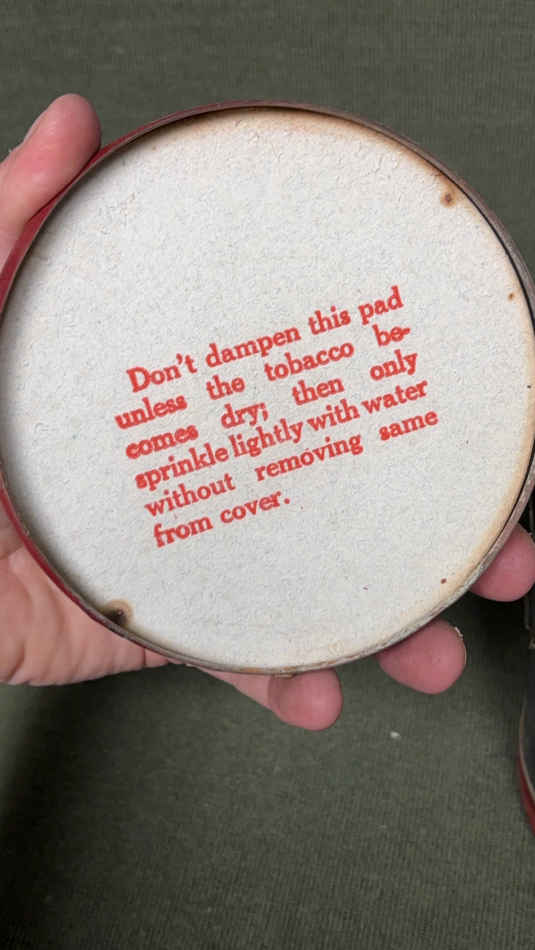 Don't dampen this pad
unless the tobacco be-
comes dry; then only
sprinkle lightly with water
without removing same
from cover.